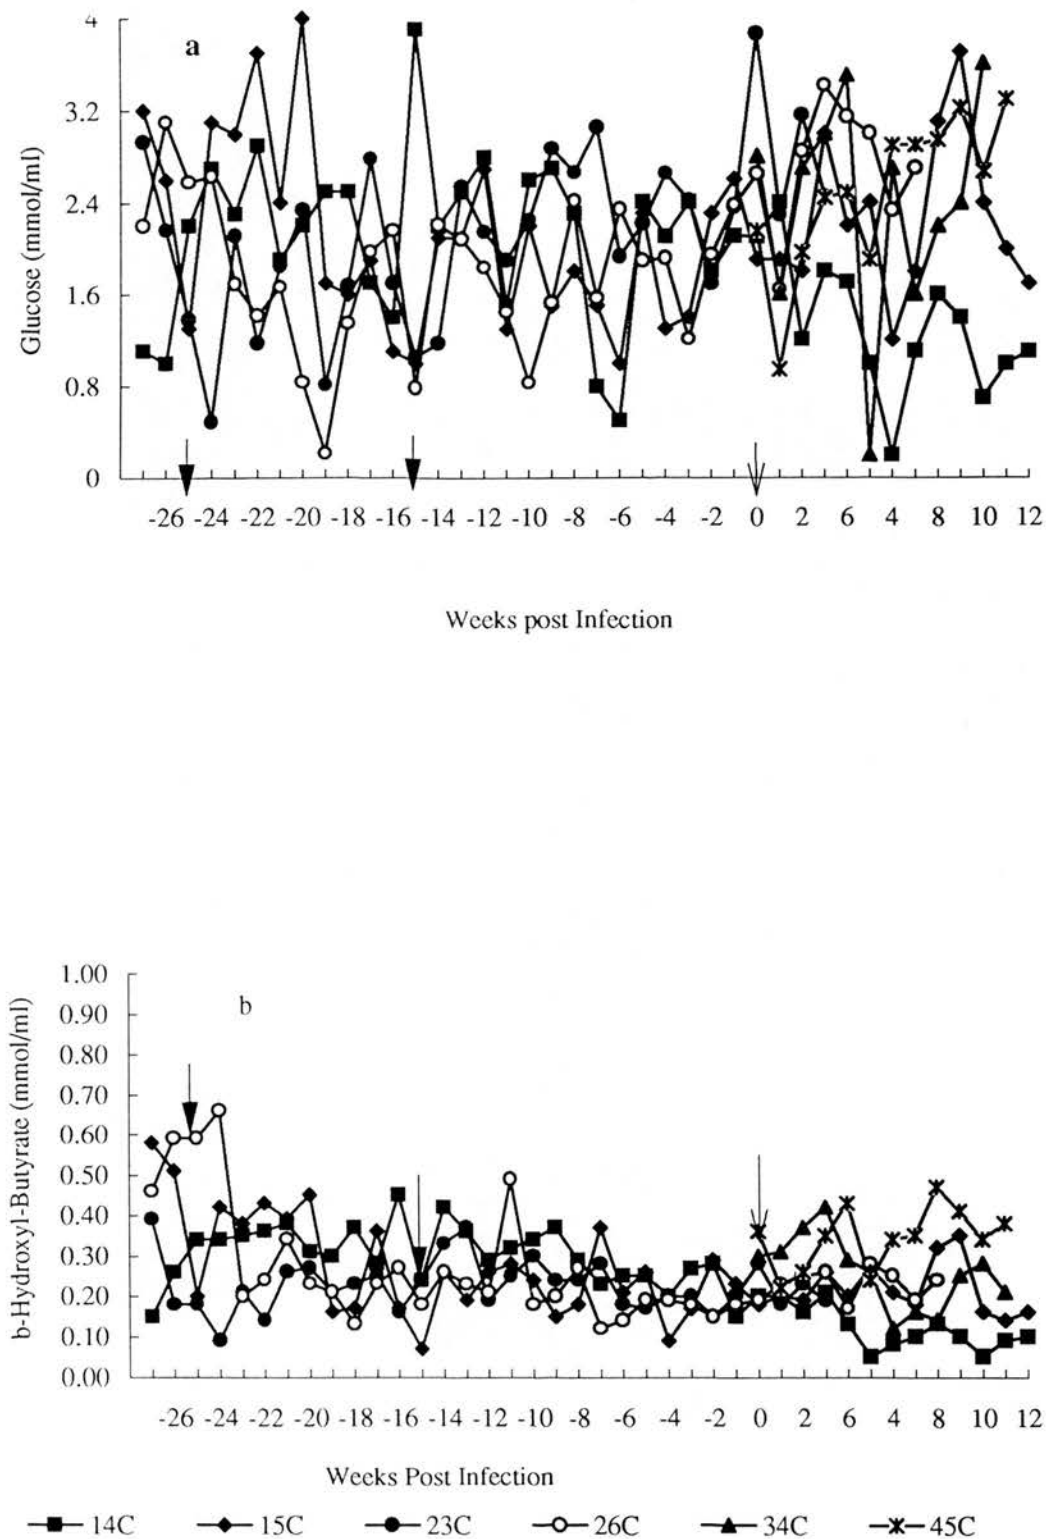 4
a
3.2
2.4
1.6
0.8
0
Glucose (mmol/ml)
-26 -24 -22 -20 -18 -16 -14 -12 -10 -8 -6 -4 -2 0 2 6 4 8 10 12
Weeks post Infection
1.00
b
0.90
0.80
0.70
0.60
0.50
0.40
0.30
0.20
0.10
0.00
b-Hydroxyl-Butyrate (mmol/ml)
-26 -24 -22 -20 -18 -16 -14 -12 -10 -8 -6 -4 -2 0 2 6 4 8 10 12
Weeks Post Infection
14C 15C 23C 26C 34C 45C